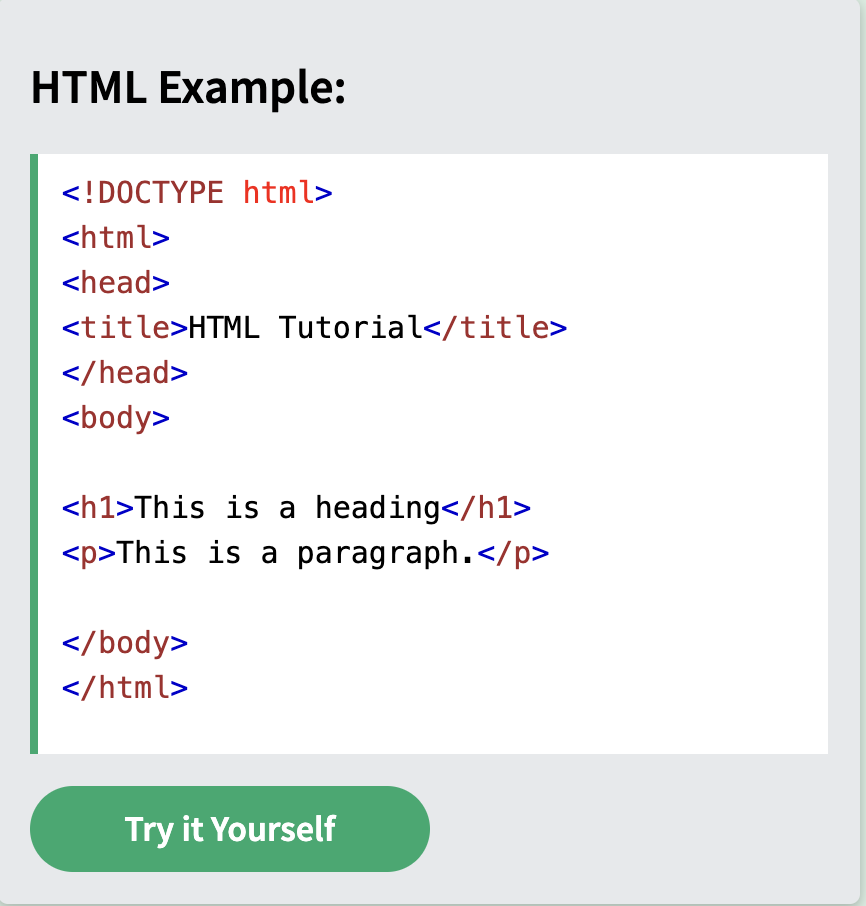 HTML Example:
<!DOCTYPE html>
<html>
<head>
<title>HTML Tutorial</title>
</head>
<body>
<h1>This is a heading</h1>
<p>This is a paragraph.</p>
</body>
</html>
Try it Yourself